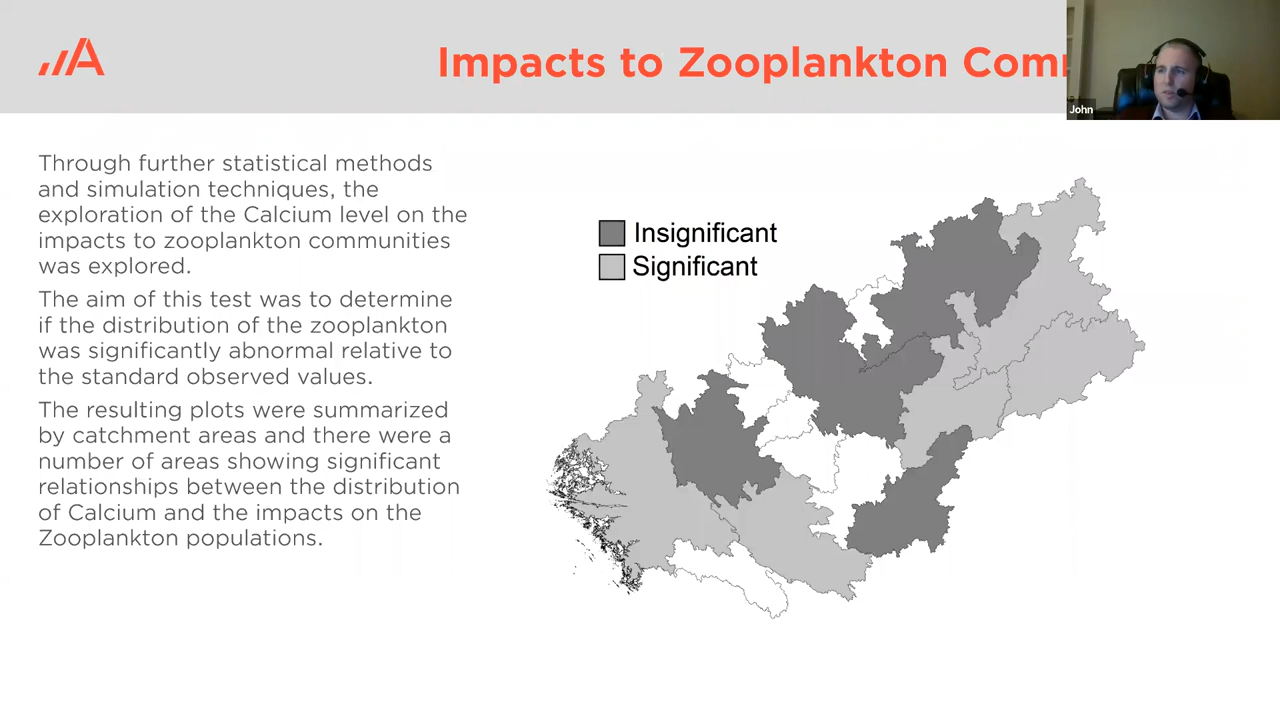 Impacts to Zooplankton
John
Through further statistical methods
and simulation techniques, the
exploration of the Calcium level on the
impacts to zooplankton communities
was explored.
The aim of this test was to determine
if the distribution of the zooplankton
was significantly abnormal relative to
the standard observed values.
The resulting plots were summarized
by catchment areas and there were a
number of areas showing significant
relationships between the distribution
of Calcium and the impacts on the
Zooplankton populations.
Insignificant
Significant